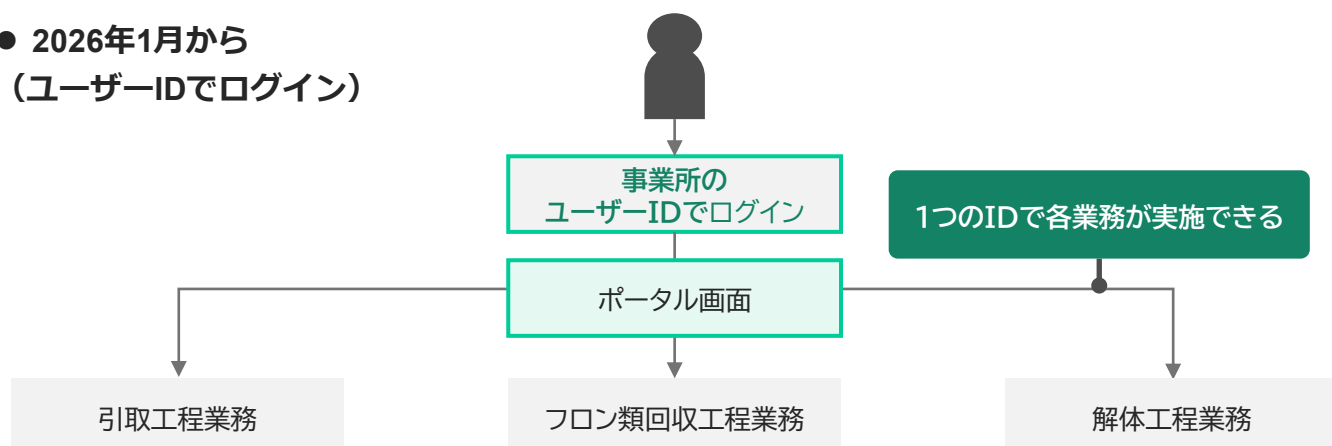 ● 2026年1月から
（ユーザーIDでログイン）
事業所の
ユーザーIDでログイン
1つのIDで各業務が実施できる
ポータル画面
引取工程業務
フロン類回収工程業務
解体工程業務